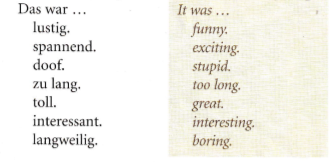 Das war …
lustig.
spannend.
doof.
zu lang.
toll.
interessant.
langweilig.
It was …
funny.
exciting.
stupid.
too long.
great.
interesting.
boring.